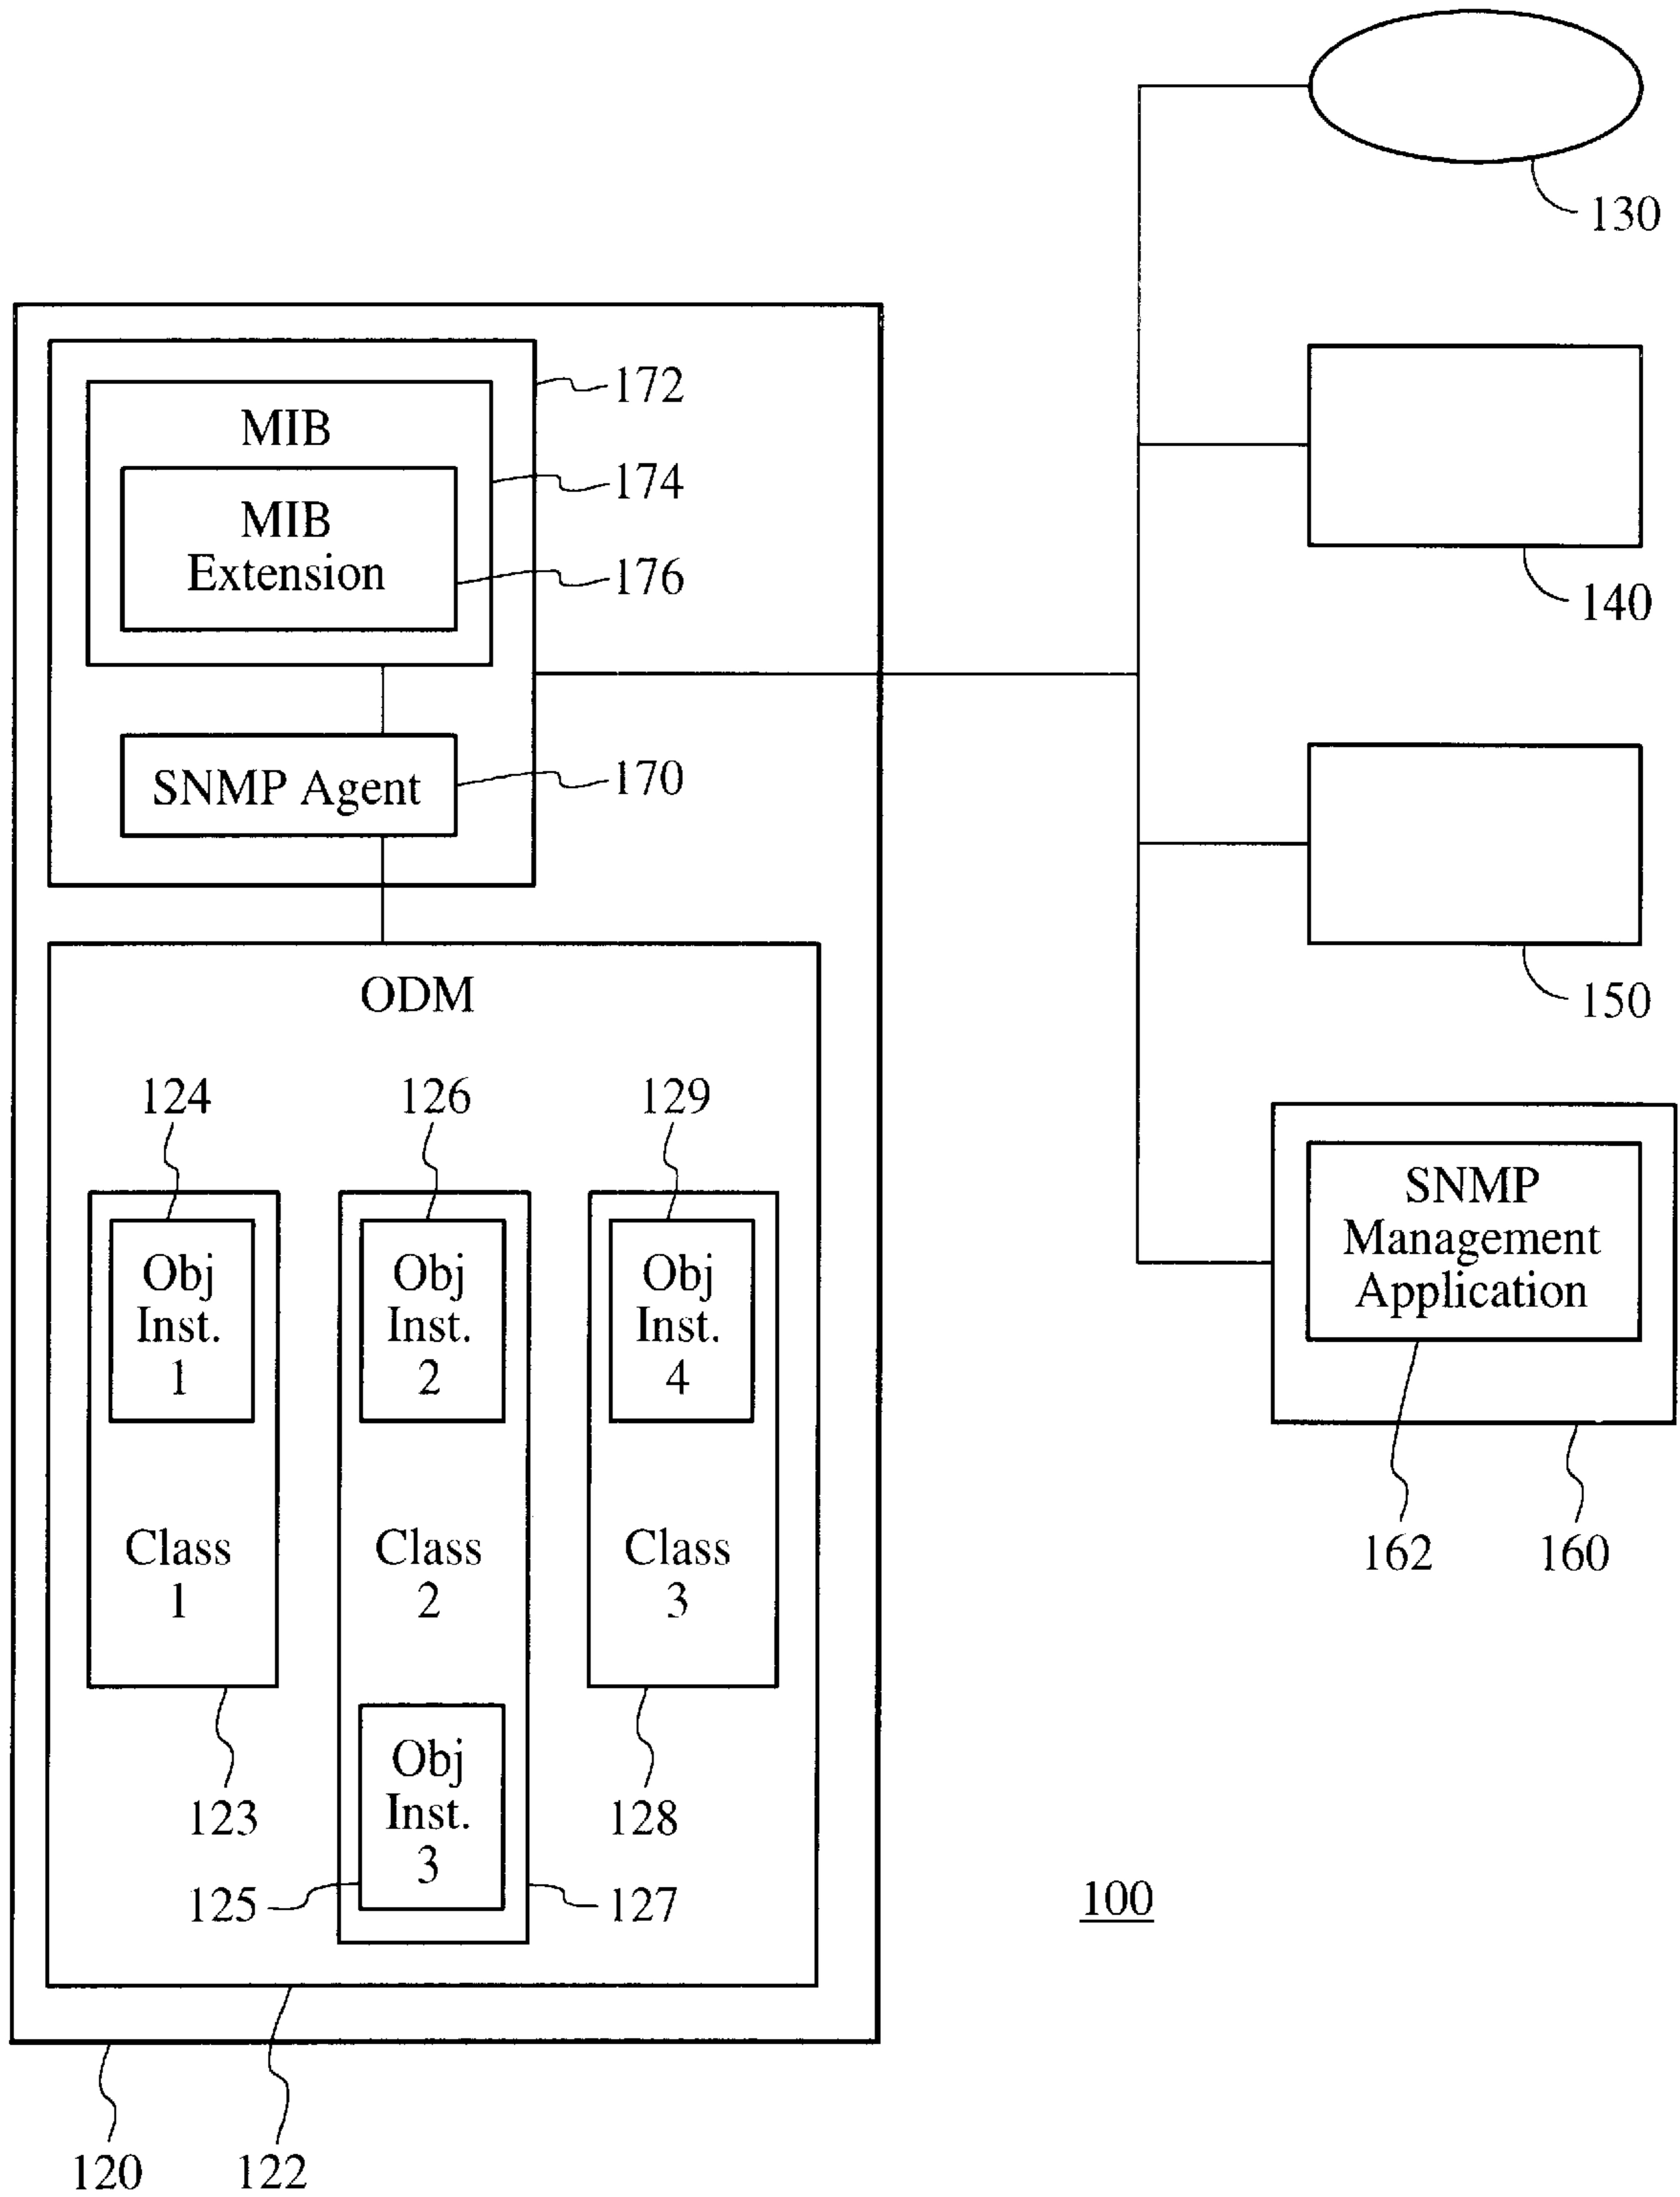 130
172
MIB
174
MIB
Extension
176
140
SNMP Agent
170
ODM
150
124
126
129
SNMP
Management
Application
Obj
Inst.
1
Obj
Inst.
2
Obj
Inst.
4
Class
1
Class
2
Class
3
162
160
Obj
Inst.
3
123
128
125
127
100
120
122